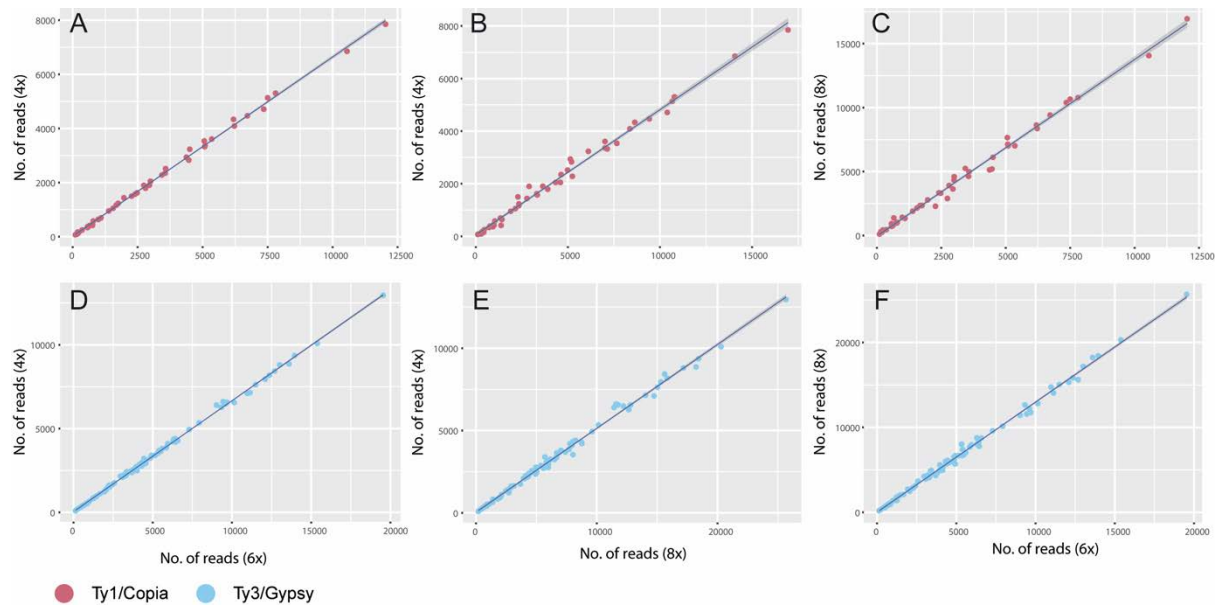 A
No. of reads (4x)
8000
6000
4000
2000
0
0 2500 5000 7500 10000 12500
B
No. of reads (4x)
8000
6000
4000
2000
0
0 5000 10000 15000
C
No. of reads (8x)
15000
10000
5000
0
0 2500 5000 7500 10000 12500
D
No. of reads (4x)
10000
5000
0
0 5000 10000 15000 20000
No. of reads (6x)
E
No. of reads (4x)
10000
5000
0
0 10000 20000
No. of reads (8x)
F
No. of reads (8x)
20000
10000
0
0 5000 10000 15000 20000
No. of reads (6x)
Ty1/Copia Ty3/Gypsy